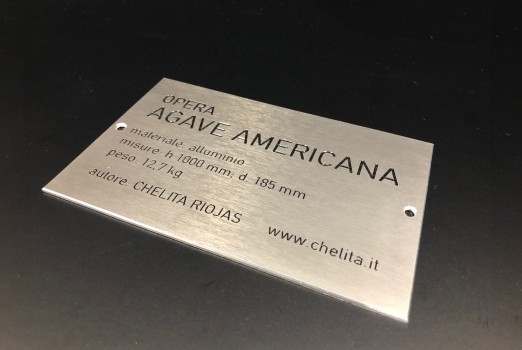 OPERA
AGAVE AMERICANA
materiale: alluminio
misure: h 1000 mm; d. 185 mm
peso: 12,7 kg
autore: CHELITA RIOJAS
www.chelita.it